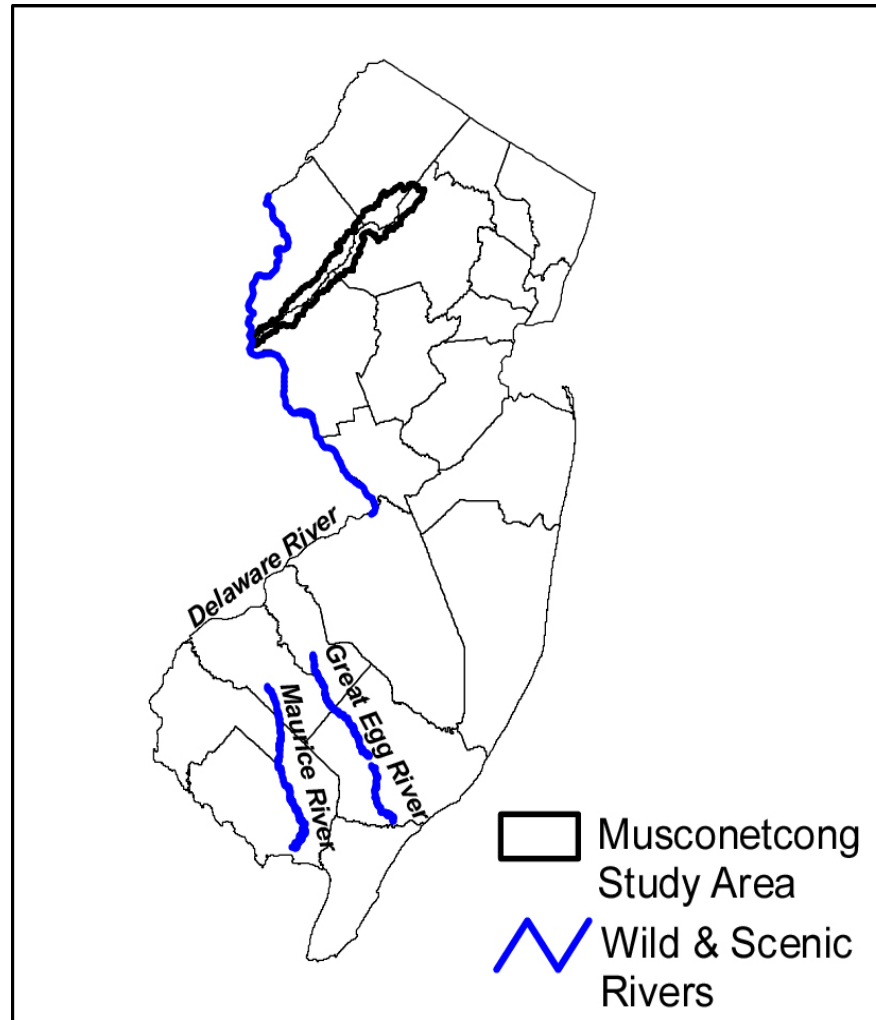 Delaware River
Great Egg River
Maurice River
Musconetcong
Study Area
Wild & Scenic
Rivers